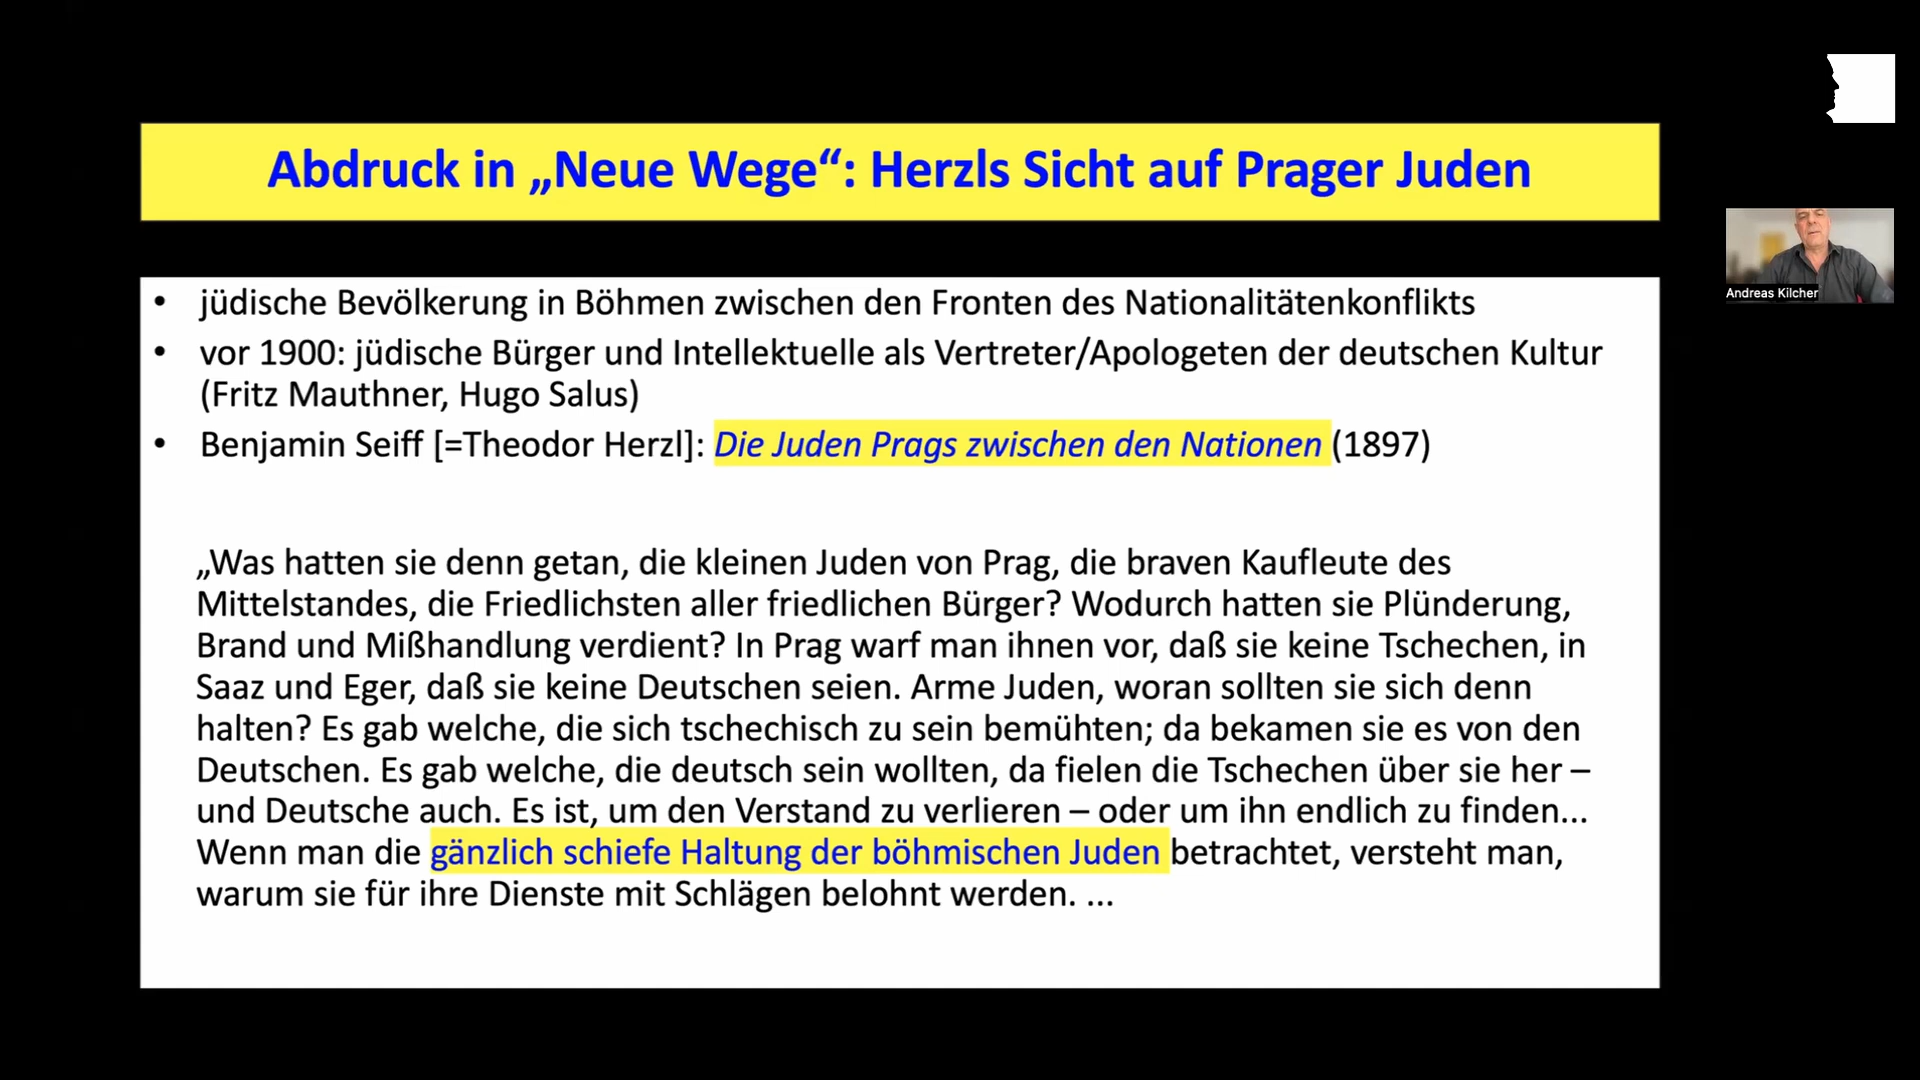 Abdruck in „Neue Wege“: Herzls Sicht auf Prager Juden
• jüdische Bevölkerung in Böhmen zwischen den Fronten des Nationalitätenkonflikts
• vor 1900: jüdische Bürger und Intellektuelle als Vertreter/Apologeten der deutschen Kultur
(Fritz Mauthner, Hugo Salus)
• Benjamin Seiff [=Theodor Herzl]: Die Juden Prags zwischen den Nationen (1897)
„Was hatten sie denn getan, die kleinen Juden von Prag, die braven Kaufleute des
Mittelstandes, die Friedlichsten aller friedlichen Bürger? Wodurch hatten sie Plünderung,
Brand und Mißhandlung verdient? In Prag warf man ihnen vor, daß sie keine Tschechen, in
Saaz und Eger, daß sie keine Deutschen seien. Arme Juden, woran sollten sie sich denn
halten? Es gab welche, die sich tschechisch zu sein bemühten; da bekamen sie es von den
Deutschen. Es gab welche, die deutsch sein wollten, da fielen die Tschechen über sie her –
und Deutsche auch. Es ist, um den Verstand zu verlieren – oder um ihn endlich zu finden...
Wenn man die gänzlich schiefe Haltung der böhmischen Juden betrachtet, versteht man,
warum sie für ihre Dienste mit Schlägen belohnt werden. ...
Andreas Kilcher